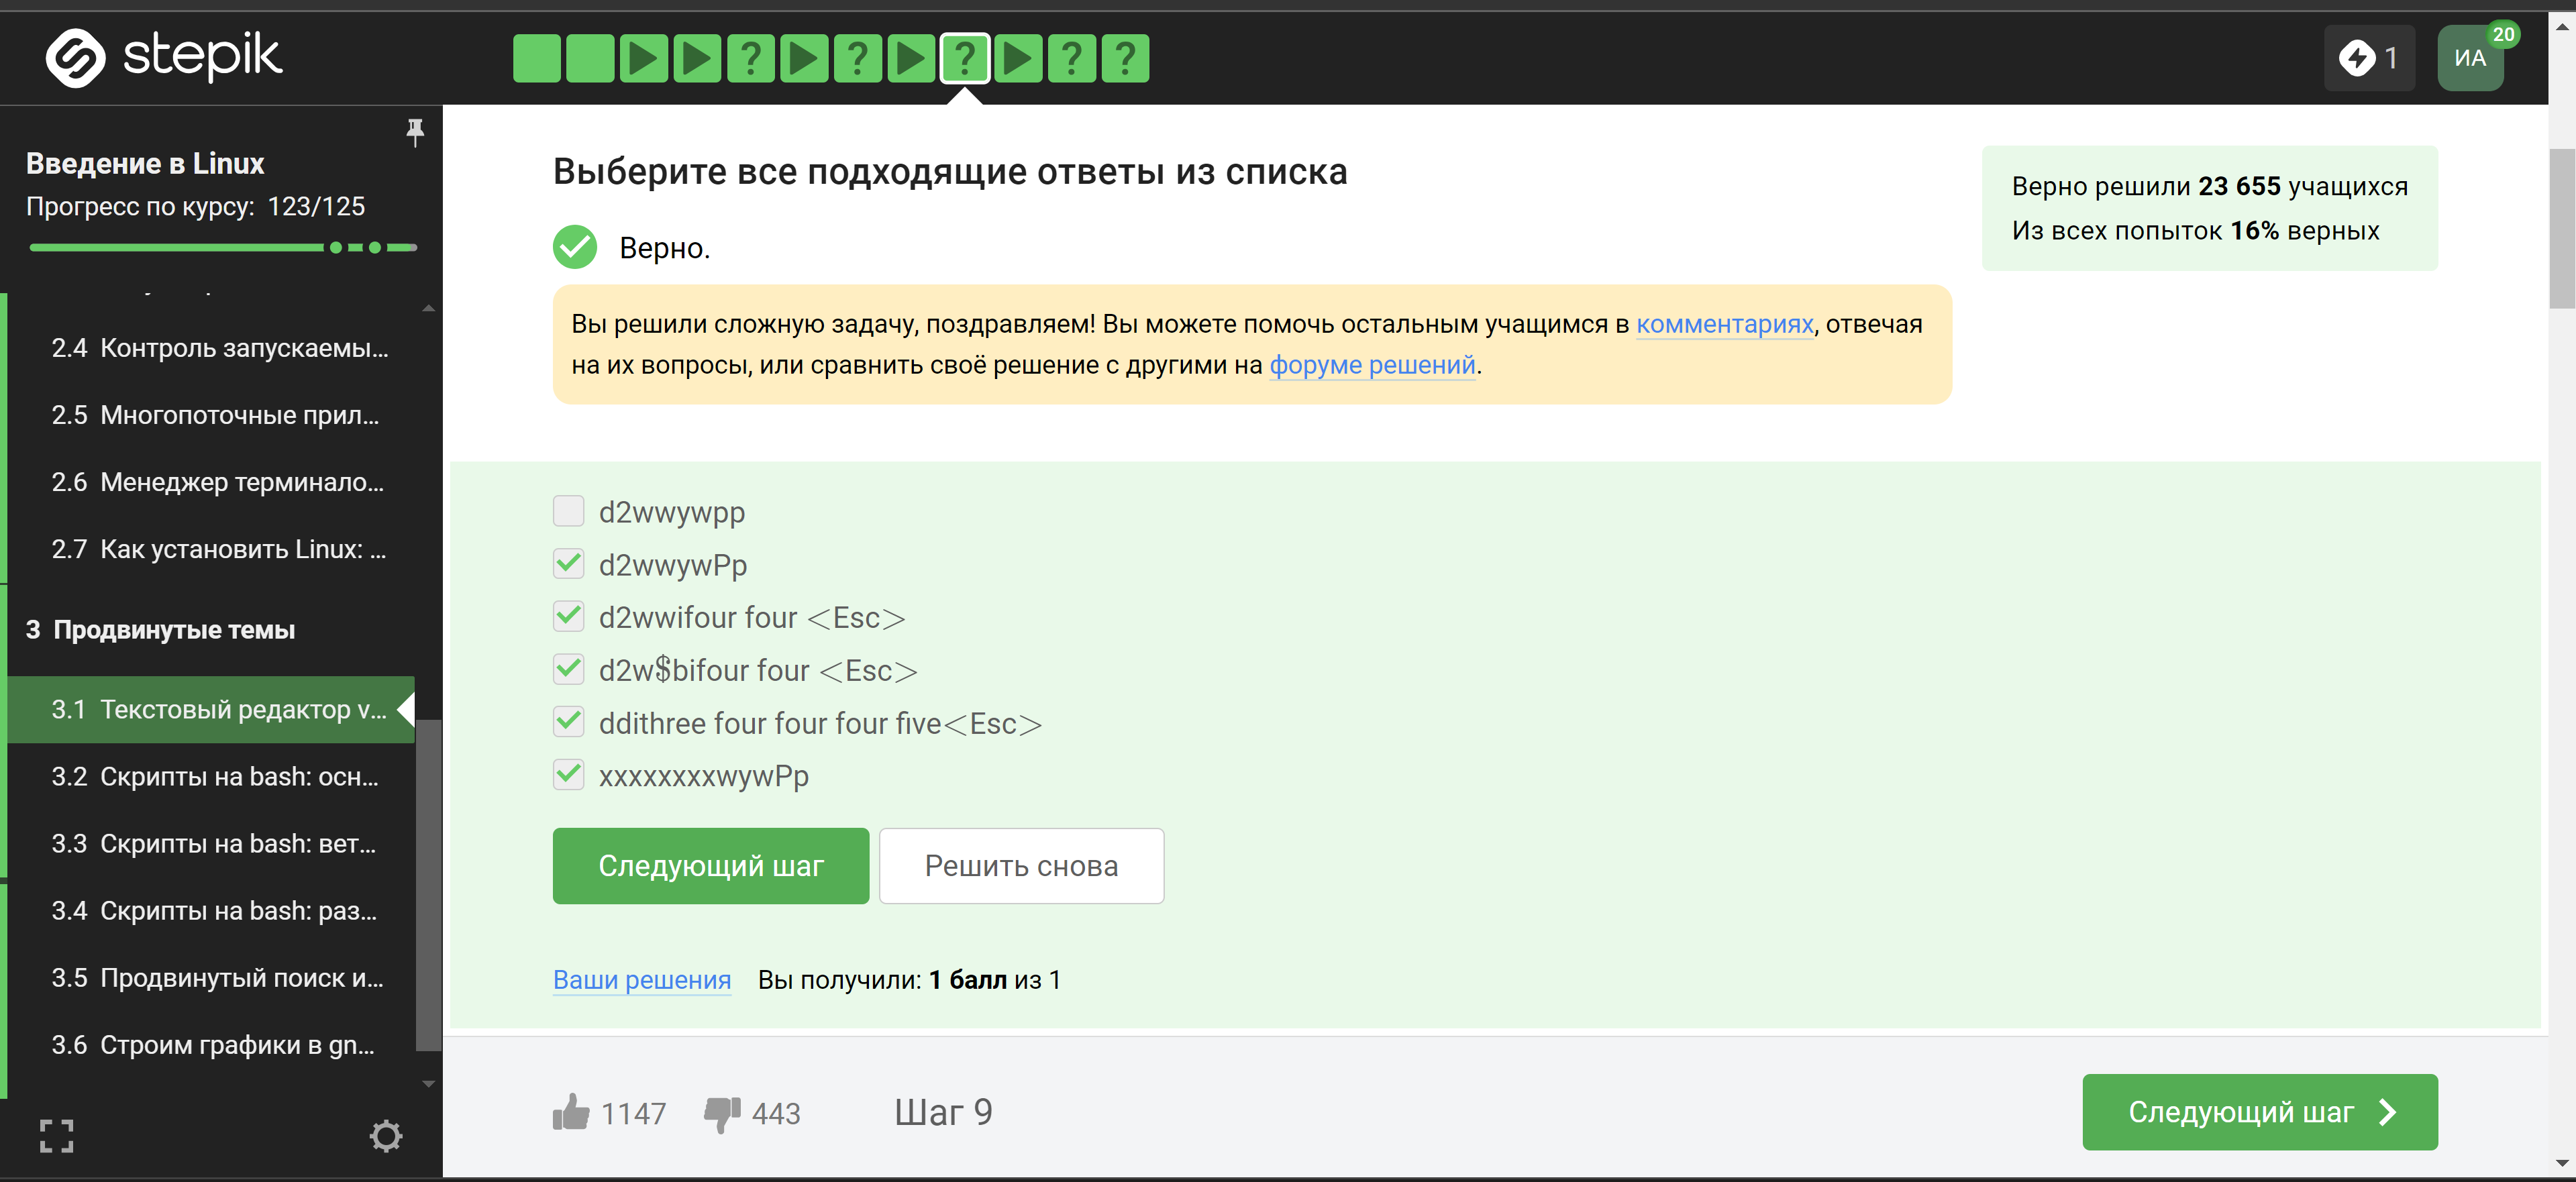 stepik
? ? ? ? ?
1
ИА
20
Введение в Linux
Прогресс по курсу: 123/125
2.4 Контроль запускаемы...
2.5 Многопоточные прил...
2.6 Менеджер терминало...
2.7 Как установить Linux: ...
3 Продвинутые темы
3.1 Текстовый редактор v...
3.2 Скрипты на bash: осн...
3.3 Скрипты на bash: вет...
3.4 Скрипты на bash: раз...
3.5 Продвинутый поиск и...
3.6 Строим графики в gn...
Выберите все подходящие ответы из списка
Верно.
Вы решили сложную задачу, поздравляем! Вы можете помочь остальным учащимся в комментариях, отвечая
на их вопросы, или сравнить своё решение с другими на форуме решений.
Верно решили 23 655 учащихся
Из всех попыток 16% верных
d2wwywpp
d2wwywPp
d2wwifour four <Esc>
d2w$bifour four <Esc>
ddithree four four four five<Esc>
xxxxxxxxwywPp
Следующий шаг
Решить снова
Ваши решения Вы получили: 1 балл из 1
1147
443
Шаг 9
Следующий шаг